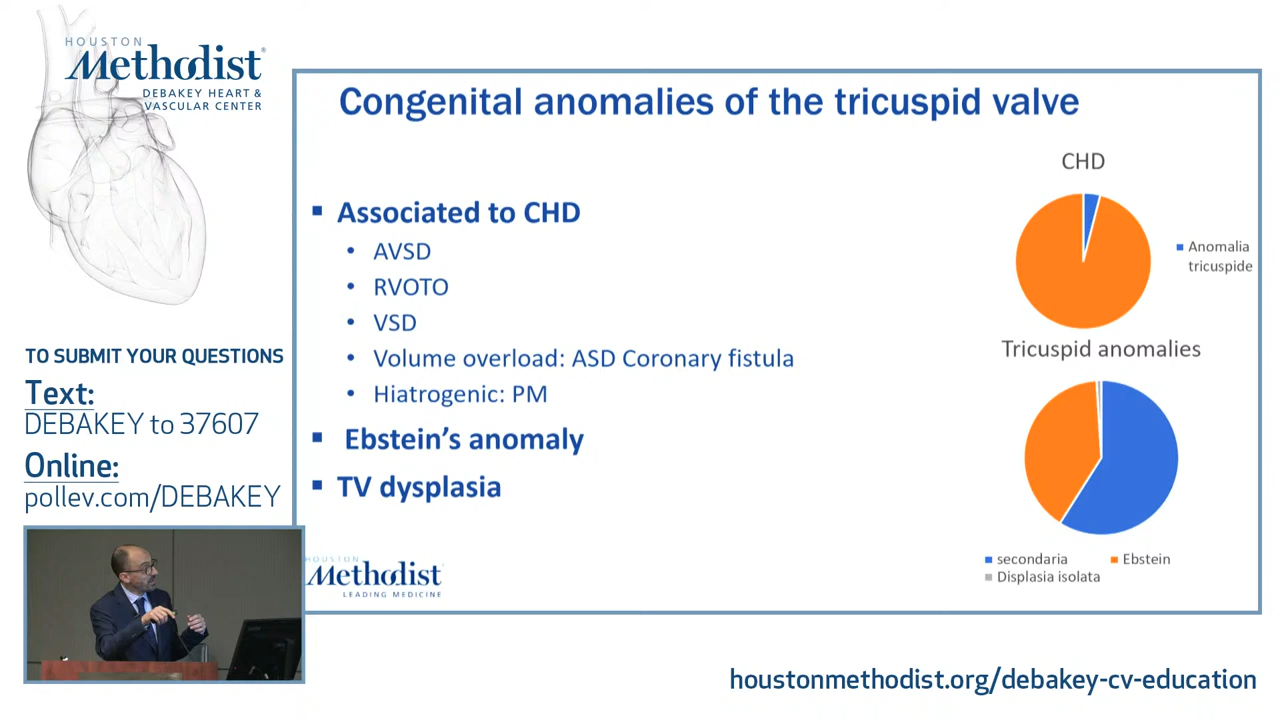 HOUSTON
Methodist
DEBAKEY HEART &
VASCULAR CENTER
TO SUBMIT YOUR QUESTIONS
Text:
DEBAKEY to 37607
Online:
pollev.com/DEBAKEY
Congenital anomalies of the tricuspid valve
▪ Associated to CHD
• AVSD
• RVOTO
• VSD
• Volume overload: ASD Coronary fistula
• Hiatrogenic: PM
▪ Ebstein’s anomaly
▪ TV dysplasia
CHD
Anomalia
tricuspide
Tricuspid anomalies
secondaria Ebstein
Displasia isolata
HOUSTON
Methodist
LEADING MEDICINE
houstonmethodist.org/debakey-cv-education